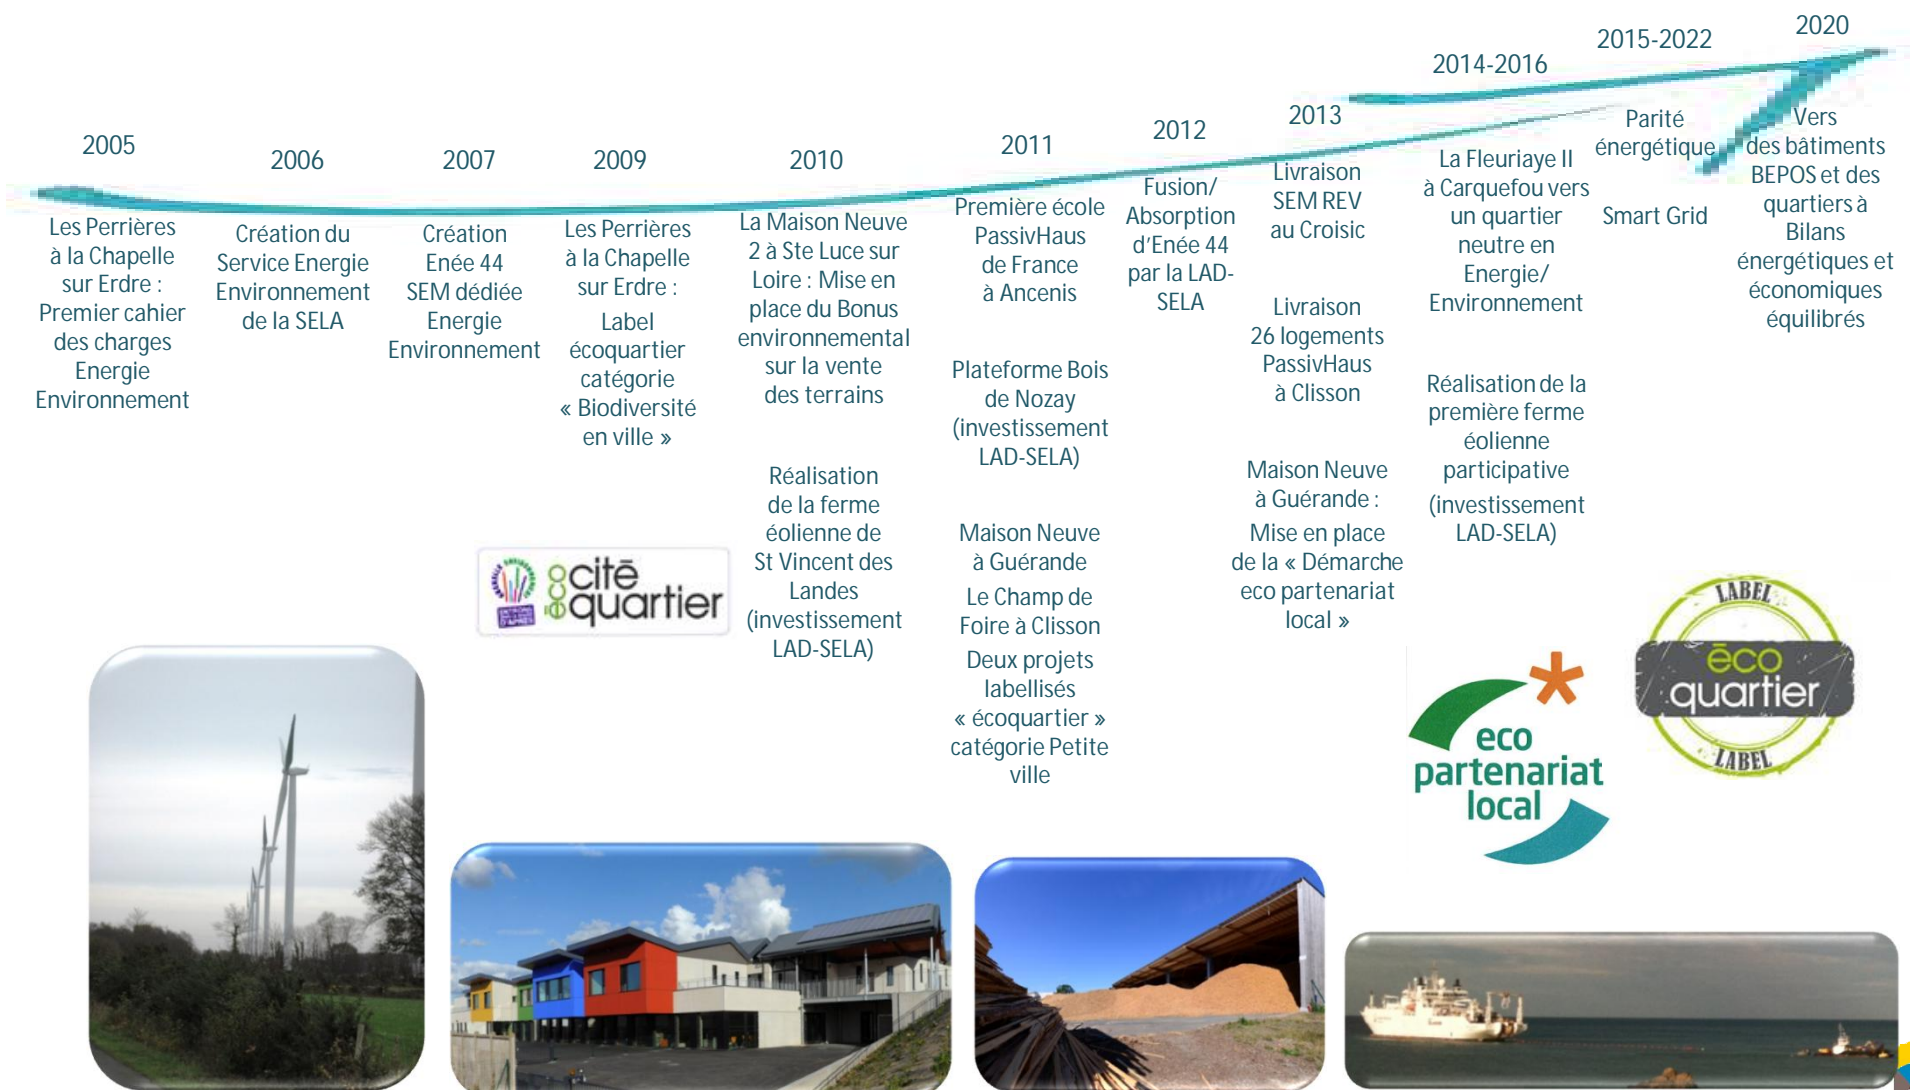 2005
Les Perrières
à la Chapelle
sur Erdre :
Premier cahier
des charges
Energie
Environnement
2006
Création du
Service Energie
Environnement
de la SELA
2007
Création
Enée 44
SEM dédiée
Energie
Environnement
2009
Les Perrières
à la Chapelle
sur Erdre :
Label
écoquartier
catégorie
« Biodiversité
en ville »
2010
La Maison Neuve
2 à Ste Luce sur
Loire : Mise en
place du Bonus
environnemental
sur la vente
des terrains
Réalisation
de la ferme
éolienne de
St Vincent des
Landes
(investissement
LAD-SELA)
2011
Première école
PassivHaus
de France
à Ancenis
Plateforme Bois
de Nozay
(investissement
LAD-SELA)
Maison Neuve
à Guérande
Le Champ de
Foire à Clisson
Deux projets
labellisés
« écoquartier »
catégorie Petite
ville
2012
Fusion/
Absorption
d'Enée 44
par la LAD-
SELA
2013
Livraison
SEM REV
au Croisic
Livraison
26 logements
PassivHaus
à Clisson
Maison Neuve
à Guérande :
Mise en place
de la « Démarche
eco partenariat
local »
2014-2016
La Fleuriaye II
à Carquefou vers
un quartier
neutre en
Energie/
Environnement
Réalisation de la
première ferme
éolienne
participative
(investissement
LAD-SELA)
2015-2022
Parité
énergétique
Smart Grid
2020
Vers
des bâtiments
BEPOS et des
quartiers à
Bilans
énergétiques et
économiques
équilibrés
éco
cité
quartier
eco
partenariat
local
LABEL
éco
quartier
LABEL